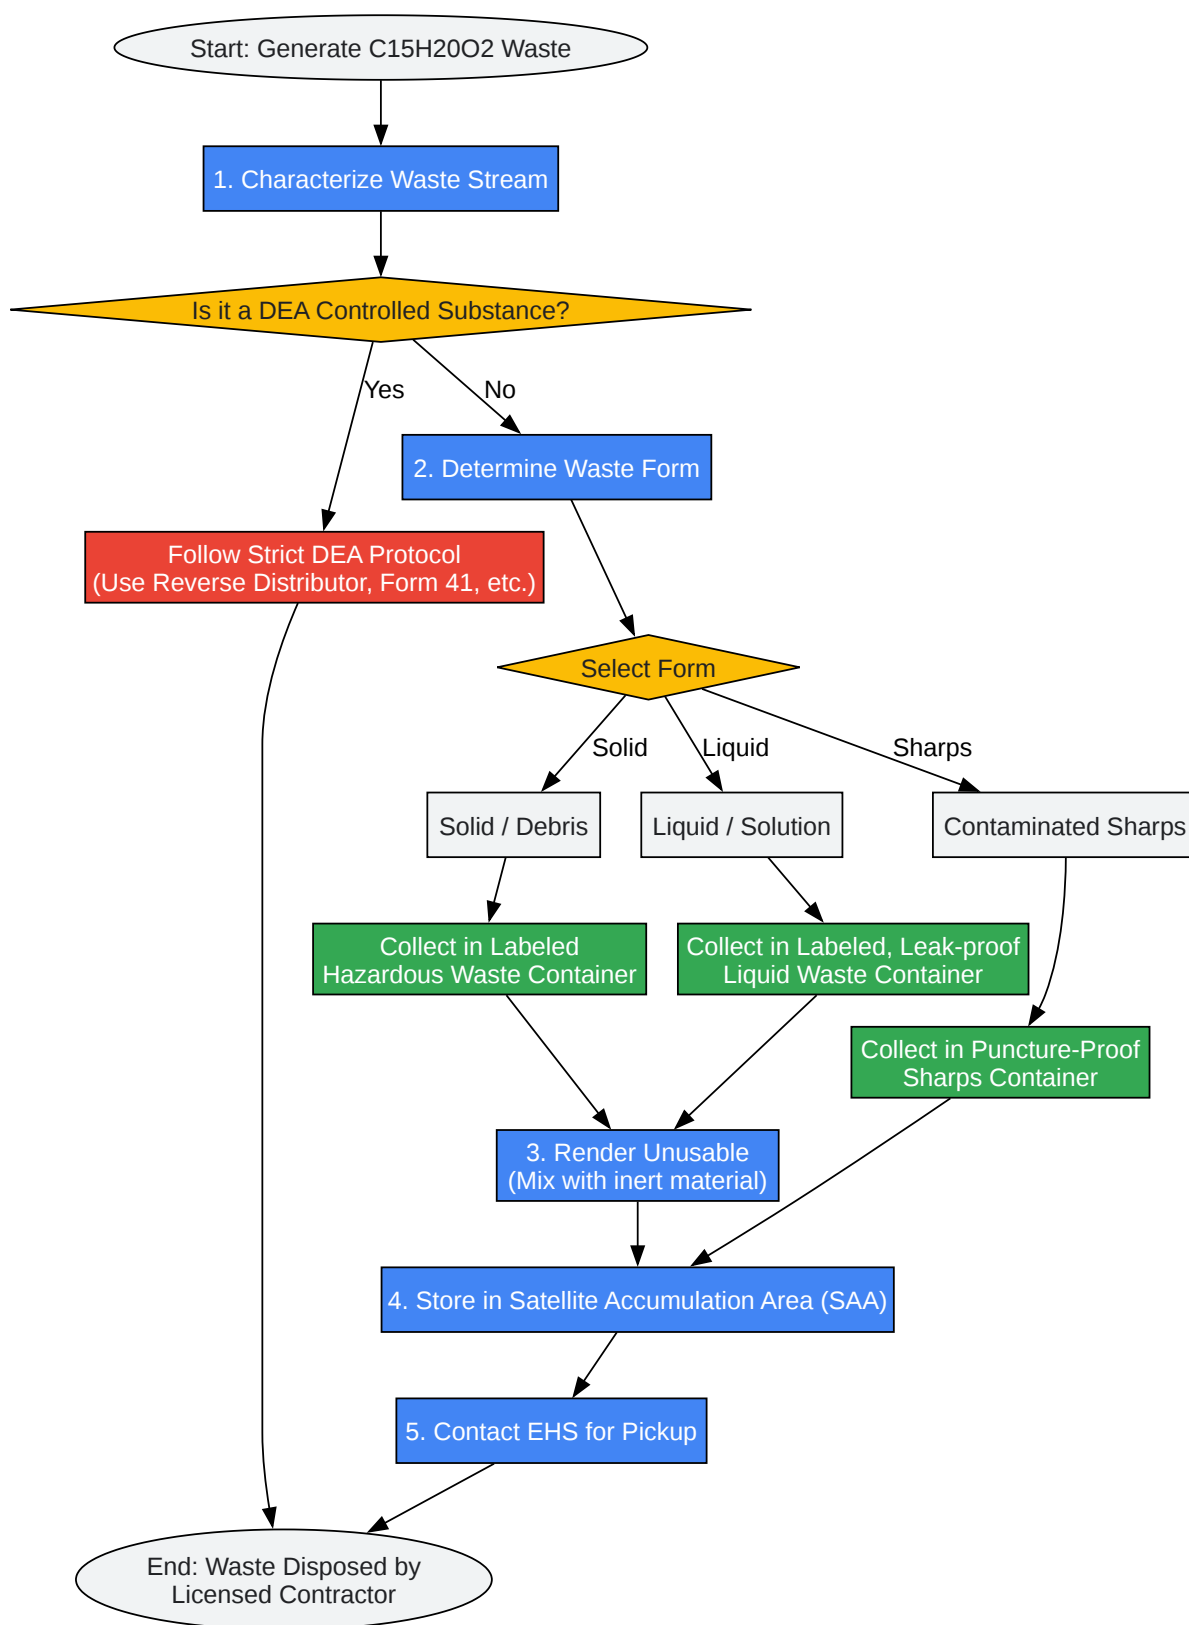 Start: Generate C15H20O2 Waste
1. Characterize Waste Stream
Is it a DEA Controlled Substance?
Yes
No
2. Determine Waste Form
Follow Strict DEA Protocol
(Use Reverse Distributor, Form 41, etc.)
Select Form
Solid
Liquid
Sharps
Solid / Debris
Liquid / Solution
Contaminated Sharps
Collect in Labeled
Hazardous Waste Container
Collect in Labeled, Leak-proof
Liquid Waste Container
Collect in Puncture-Proof
Sharps Container
3. Render Unusable
(Mix with inert material)
4. Store in Satellite Accumulation Area (SAA)
5. Contact EHS for Pickup
End: Waste Disposed by
Licensed Contractor